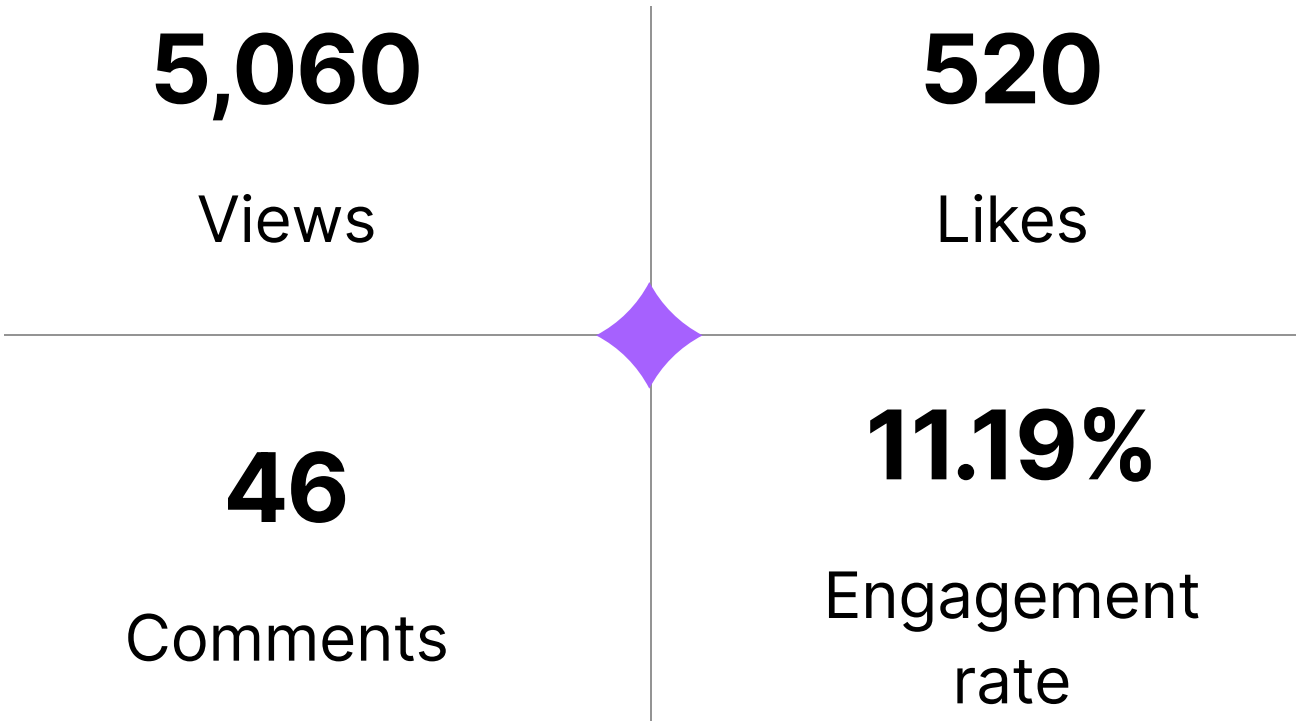 5,060
Views
520
Likes
46
Comments
11.19%
Engagement
rate